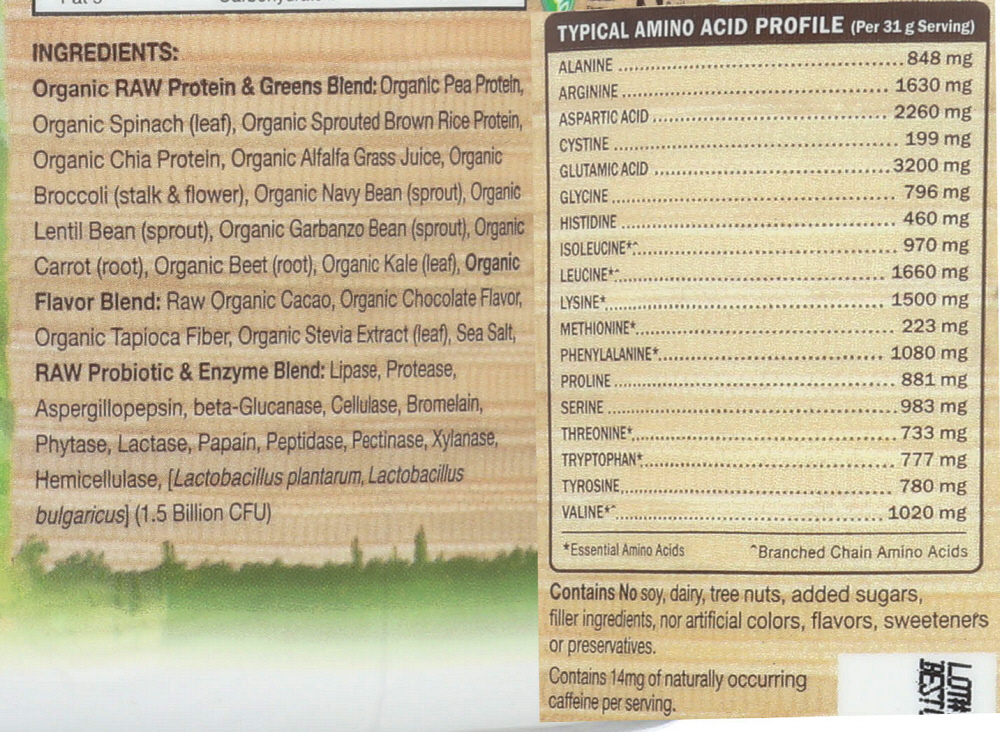 INGREDIENTS:
Organic RAW Protein & Greens Blend: Organic Pea Protein,
Organic Spinach (leaf), Organic Sprouted Brown Rice Protein,
Organic Chia Protein, Organic Alfalfa Grass Juice, Organic
Broccoli (stalk & flower), Organic Navy Bean (sprout), Organic
Lentil Bean (sprout), Organic Garbanzo Bean (sprout), Organic
Carrot (root), Organic Beet (root), Organic Kale (leaf), Organic
Flavor Blend: Raw Organic Cacao, Organic Chocolate Flavor,
Organic Tapioca Fiber, Organic Stevia Extract (leaf), Sea Salt,
RAW Probiotic & Enzyme Blend: Lipase, Protease,
Aspergillopepsin, beta-Glucanase, Cellulase, Bromelain,
Phytase, Lactase, Papain, Peptidase, Pectinase, Xylanase,
Hemicellulase, [Lactobacillus plantarum, Lactobacillus
bulgaricus] (1.5 Billion CFU)
TYPICAL AMINO ACID PROFILE (Per 31 g Serving)
ALANINE 848 mg
ARGININE 1630 mg
ASPARTIC ACID 2260 mg
CYSTINE 199 mg
GLUTAMIC ACID 3200 mg
GLYCINE 796 mg
HISTIDINE 460 mg
ISOLEUCINE*^ 970 mg
LEUCINE*^ 1660 mg
LYSINE* 1500 mg
METHIONINE* 223 mg
PHENYLALANINE* 1080 mg
PROLINE 881 mg
SERINE 983 mg
THREONINE* 733 mg
TRYPTOPHAN* 777 mg
TYROSINE 780 mg
VALINE*^ 1020 mg
*Essential Amino Acids ^Branched Chain Amino Acids
Contains No soy, dairy, tree nuts, added sugars,
filler ingredients, nor artificial colors, flavors, sweeteners
or preservatives.
Contains 14mg of naturally occurring
caffeine per serving.
LOT#
BEST